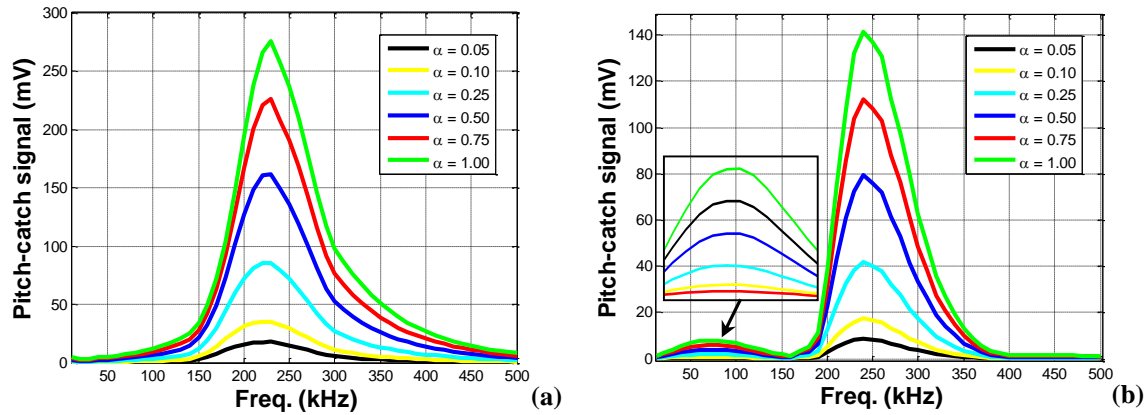 300
250
200
150
100
50
0
Pitch-catch signal (mV)
α = 0.05
α = 0.10
α = 0.25
α = 0.50
α = 0.75
α = 1.00
50 100 150 200 250 300 350 400 450 500
Freq. (kHz)
(a)
140
120
100
80
60
40
20
0
Pitch-catch signal (mV)
α = 0.05
α = 0.10
α = 0.25
α = 0.50
α = 0.75
α = 1.00
50 100 150 200 250 300 350 400 450 500
Freq. (kHz)
(b)